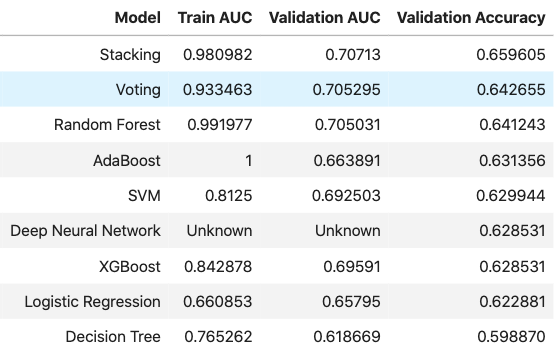 Model Train AUC Validation AUC Validation Accuracy
Stacking 0.980982 0.70713 0.659605
Voting 0.933463 0.705295 0.642655
Random Forest 0.991977 0.705031 0.641243
AdaBoost 1 0.663891 0.631356
SVM 0.8125 0.692503 0.629944
Deep Neural Network Unknown Unknown 0.628531
XGBoost 0.842878 0.69591 0.628531
Logistic Regression 0.660853 0.65795 0.622881
Decision Tree 0.765262 0.618669 0.598870